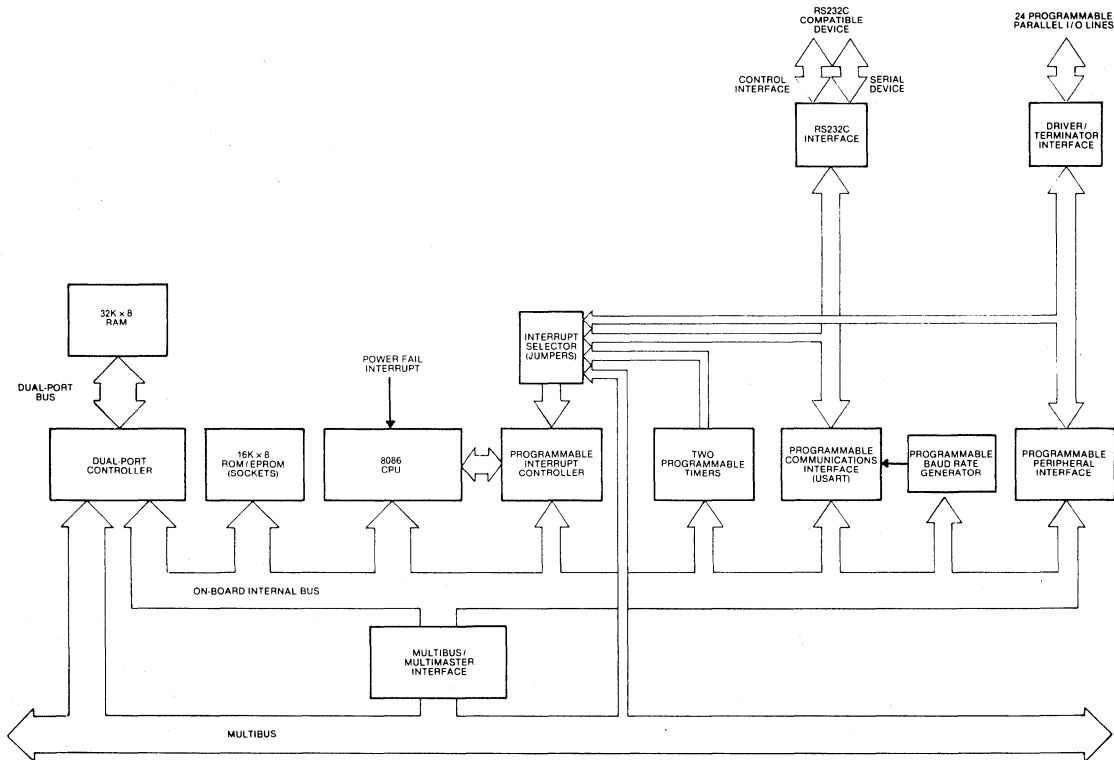 RS232C
COMPATIBLE
DEVICE
24 PROGRAMMABLE
PARALLEL I/O LINES
CONTROL
INTERFACE
SERIAL
DEVICE
RS232C
INTERFACE
DRIVER/
TERMINATOR
INTERFACE
32K × 8
RAM
INTERRUPT
SELECTOR
(JUMPERS)
POWER FAIL
INTERRUPT
DUAL-PORT
BUS
DUAL-PORT
CONTROLLER
16K × 8
ROM/EPROM
(SOCKETS)
8086
CPU
PROGRAMMABLE
INTERRUPT
CONTROLLER
TWO
PROGRAMMABLE
TIMERS
PROGRAMMABLE
COMMUNICATIONS
INTERFACE
(USART)
PROGRAMMABLE
BAUD RATE
GENERATOR
PROGRAMMABLE
PERIPHERAL
INTERFACE
ON-BOARD INTERNAL BUS
MULTIBUS/
MULTIMASTER
INTERFACE
MULTIBUS